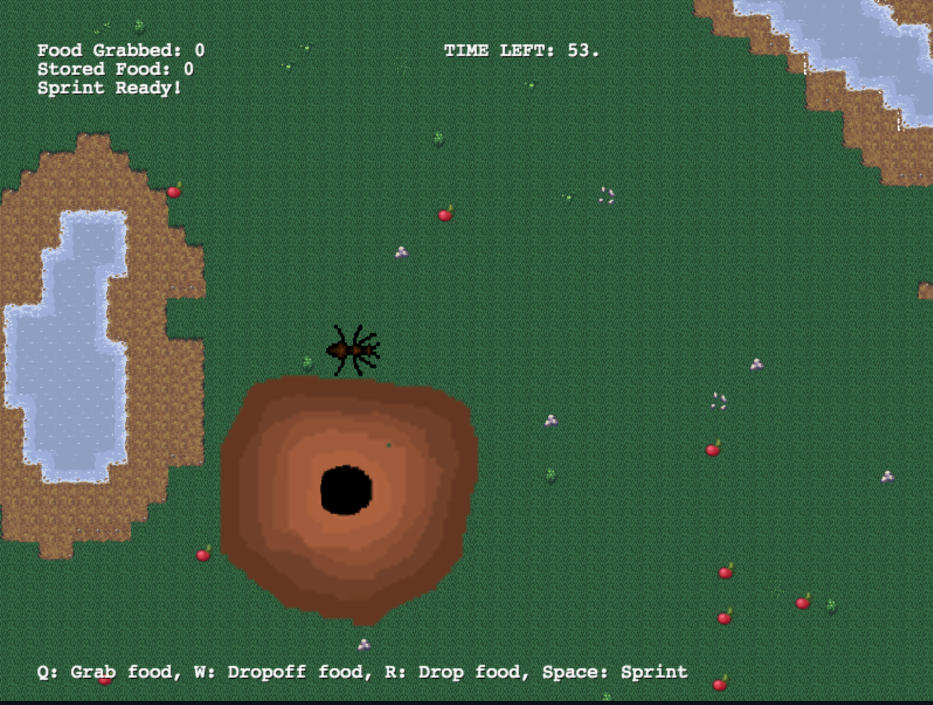 Food Grabbed: 0
TIME LEFT: 53.
Stored Food: 0
Sprint Ready!
Q: Grab food, W: Dropoff food, R: Drop food, Space: Sprint